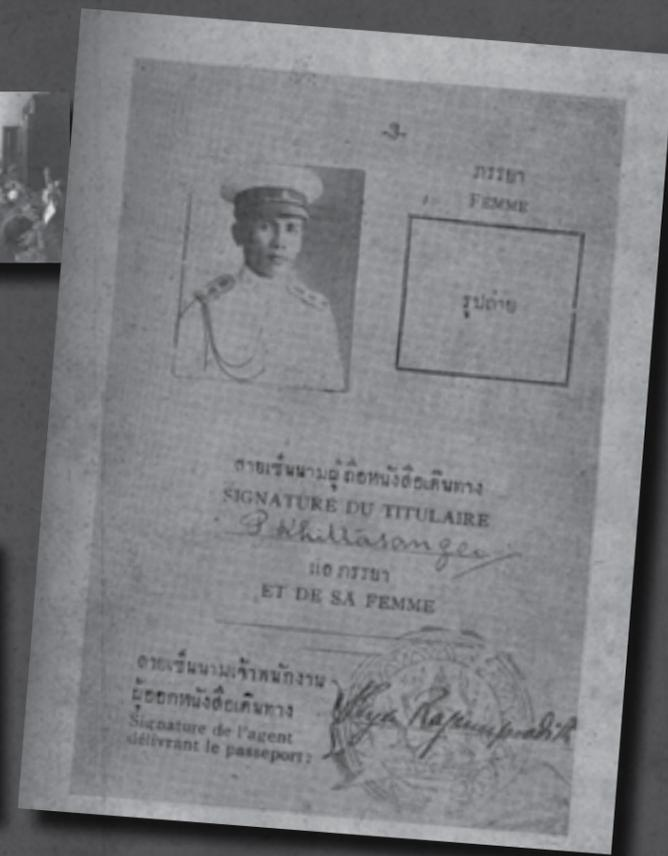 -3-
ภรรยา
FEMME
รูปถ่าย
ลายเซ็นนามผู้ถือหนังสือเดินทาง
SIGNATURE DU TITULAIRE
P Khittasangei
แล ภรรยา
ET DE SA FEMME
ลายเซ็นนามเจ้าพนักงาน
ผู้ออกหนังสือเดินทาง
Signature de l'agent
délivrant le passeport: